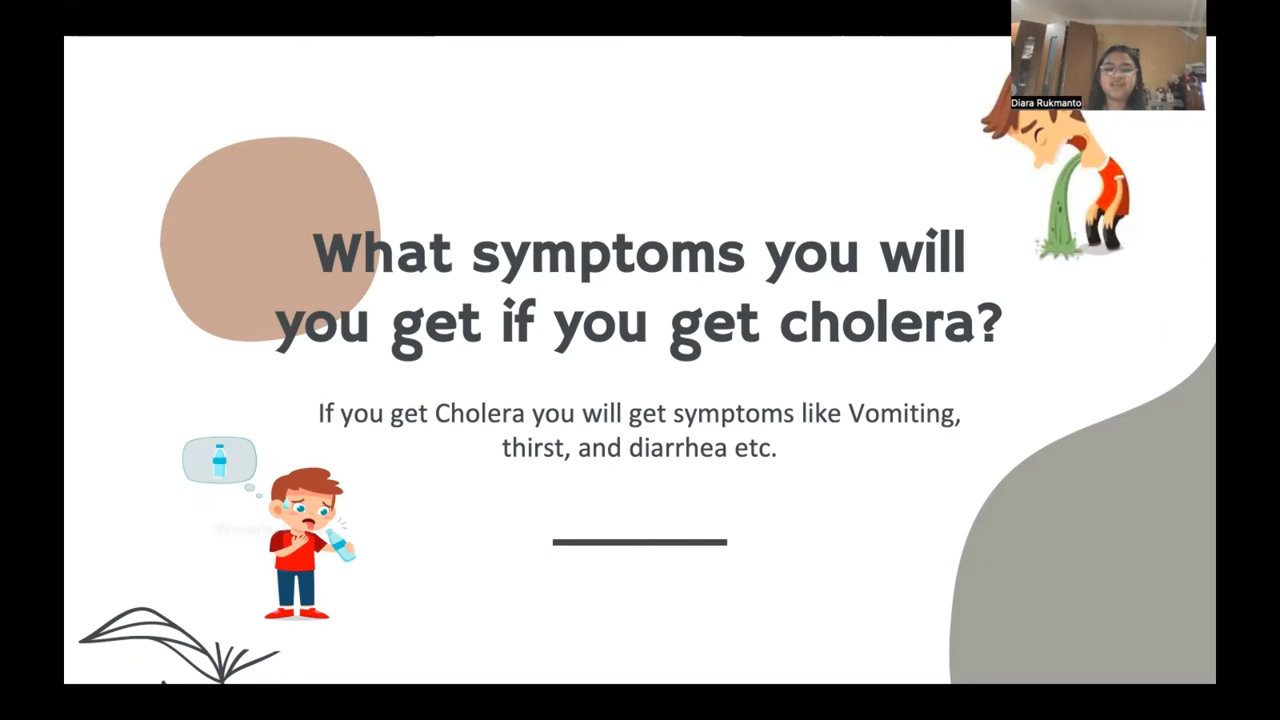 Diara Rukmanto
What symptoms you will
you get if you get cholera?
If you get Cholera you will get symptoms like Vomiting,
thirst, and diarrhea etc.